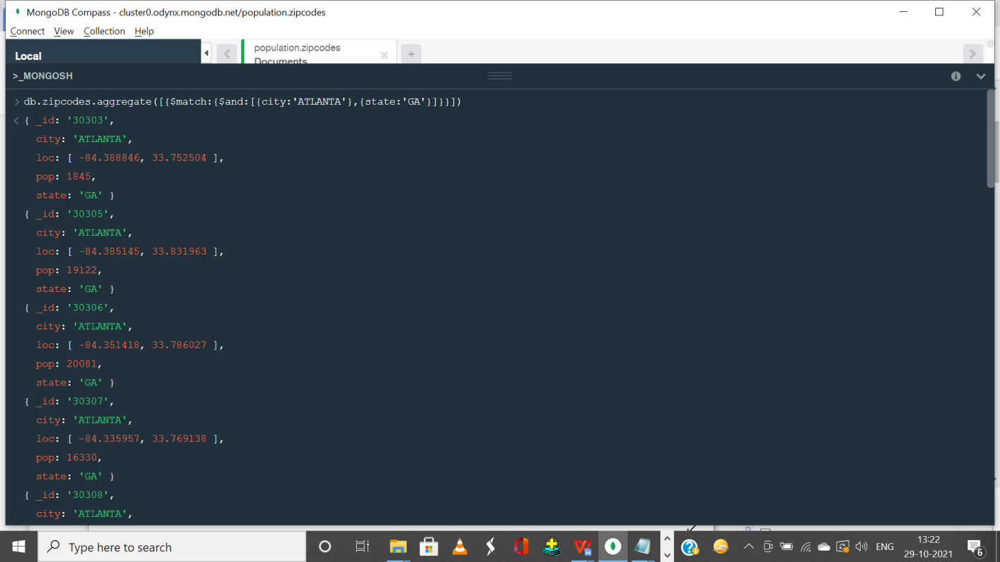 MongoDB Compass - cluster0.odynx.mongodb.net/population.zipcodes
Connect View Collection Help
Local
population.zipcodes
Documents
>_MONGOSH
> db.zipcodes.aggregate([{$match:{$and:[{city:'ATLANTA'},{state:'GA'}]}}])
< { _id: '30303',
city: 'ATLANTA',
loc: [ -84.388846, 33.752504 ],
pop: 1845,
state: 'GA' }
{ _id: '30305',
city: 'ATLANTA',
loc: [ -84.385145, 33.831963 ],
pop: 19122,
state: 'GA' }
{ _id: '30306',
city: 'ATLANTA',
loc: [ -84.351418, 33.786027 ],
pop: 20081,
state: 'GA' }
{ _id: '30307',
city: 'ATLANTA',
loc: [ -84.335957, 33.769138 ],
pop: 16330,
state: 'GA' }
{ _id: '30308',
city: 'ATLANTA',
Type here to search
ENG
13:22
29-10-2021
6